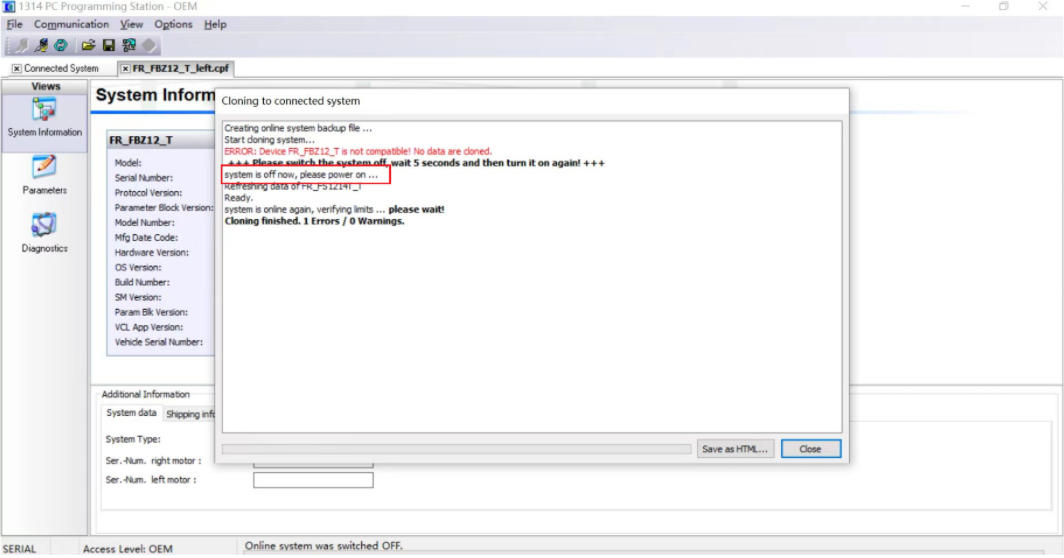 1314 PC Programming Station - OEM
File Communication View Options Help
Connected System FR_FBZ12_T_left.cpf
Views
System Information
Parameters
Diagnostics
System Inform
FR_FBZ12_T
Model:
Serial Number:
Protocol Version:
Parameter Block Version:
Model Number:
Mfg Date Code:
Hardware Version:
OS Version:
Build Number:
SM Version:
Param Blk Version:
VCL App Version:
Vehicle Serial Number:
Cloning to connected system
Creating online system backup file ...
Start cloning system...
ERROR: Device FR_FBZ12_T is not compatible! No data are cloned.
+++ Please switch the system off, wait 5 seconds and then turn it on again! +++
system is off now, please power on ...
Refreshing data of FR_FS1214T_T
Ready.
system is online again, verifying limits ... please wait!
Cloning finished. 1 Errors / 0 Warnings.
Save as HTML... Close
Additional Information
System data Shipping info
System Type:
Ser.-Num. right motor :
Ser.-Num. left motor :
SERIAL Access Level: OEM Online system was switched OFF.